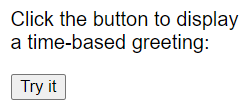 Click the button to display
a time-based greeting:
Try it